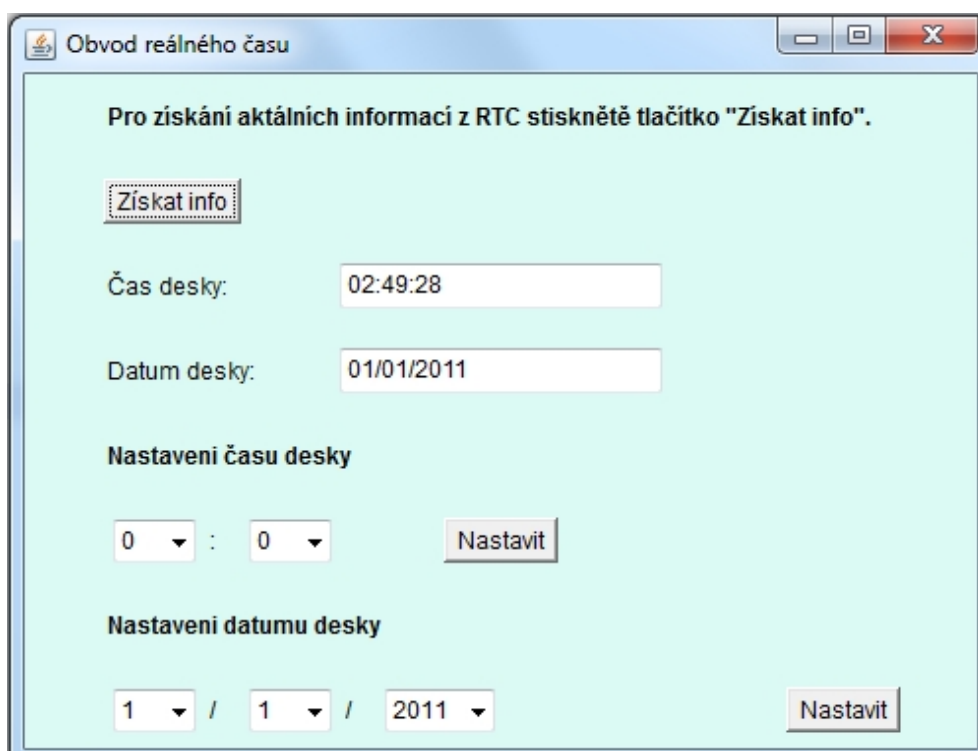 Obvod reálného času
Pro získání aktálních informací z RTC stisknětě tlačítko "Získat info".
Získat info
Čas desky: 02:49:28
Datum desky: 01/01/2011
Nastaveni času desky
0 : 0 Nastavit
Nastaveni datumu desky
1 / 1 / 2011 Nastavit